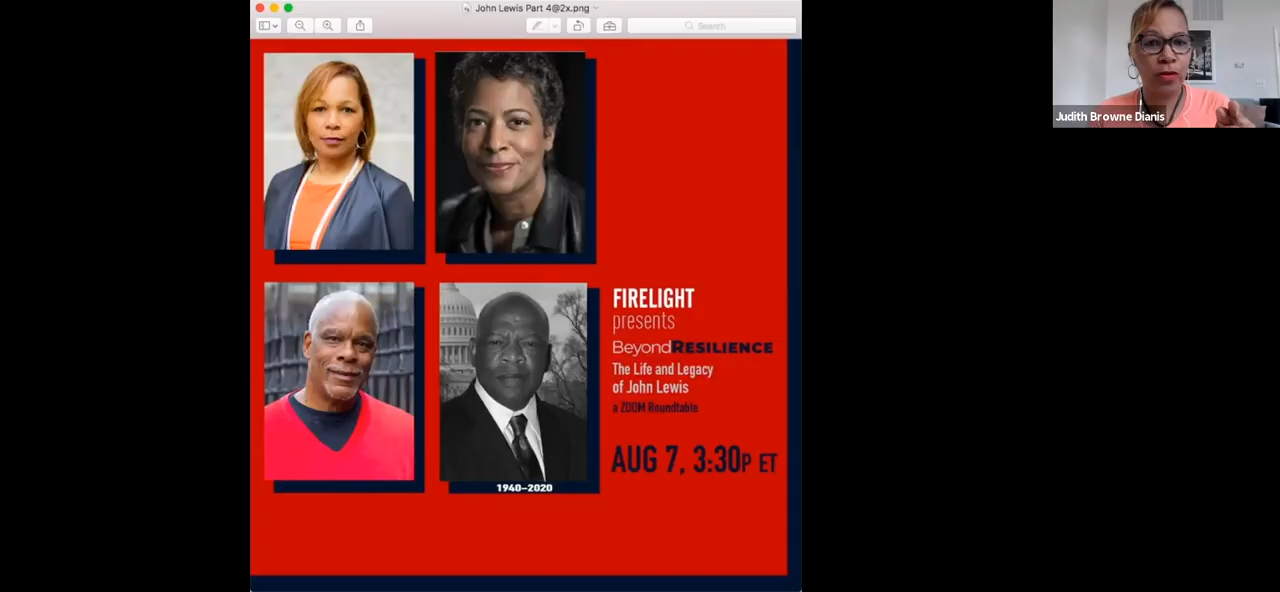 John Lewis Part 4@2x.png
Search
Judith Browne Dianis
FIRELIGHT
presents
BeyondRESILIENCE
The Life and Legacy
of John Lewis
a ZOOM Roundtable
AUG 7, 3:30P ET
1940–2020